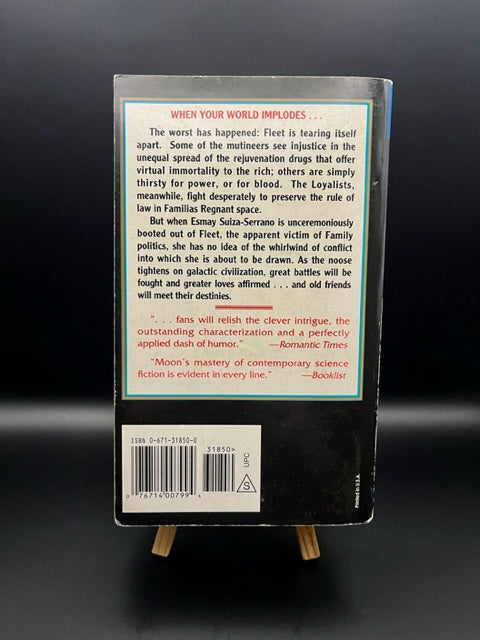 WHEN YOUR WORLD IMPLODES . . .
The worst has happened: Fleet is tearing itself
apart. Some of the mutineers see injustice in the
unequal spread of the rejuvenation drugs that offer
virtual immortality to the rich; others are simply
thirsty for power, or for blood. The Loyalists,
meanwhile, fight desperately to preserve the rule of
law in Familias Regnant space.
But when Esmay Suiza-Serrano is unceremoniously
booted out of Fleet, the apparent victim of Family
politics, she has no idea of the whirlwind of conflict
into which she is about to be drawn. As the noose
tightens on galactic civilization, great battles will be
fought and greater loves affirmed . . . and old friends
will meet their destinies.
". . . fans will relish the clever intrigue, the
outstanding characterization and a perfectly
applied dash of humor." —Romantic Times
"Moon's mastery of contemporary science
fiction is evident in every line." —Booklist
ISBN 0-671-31850-0
31850>
UPC
S
0 76714 00799 4
Printed in U.S.A.